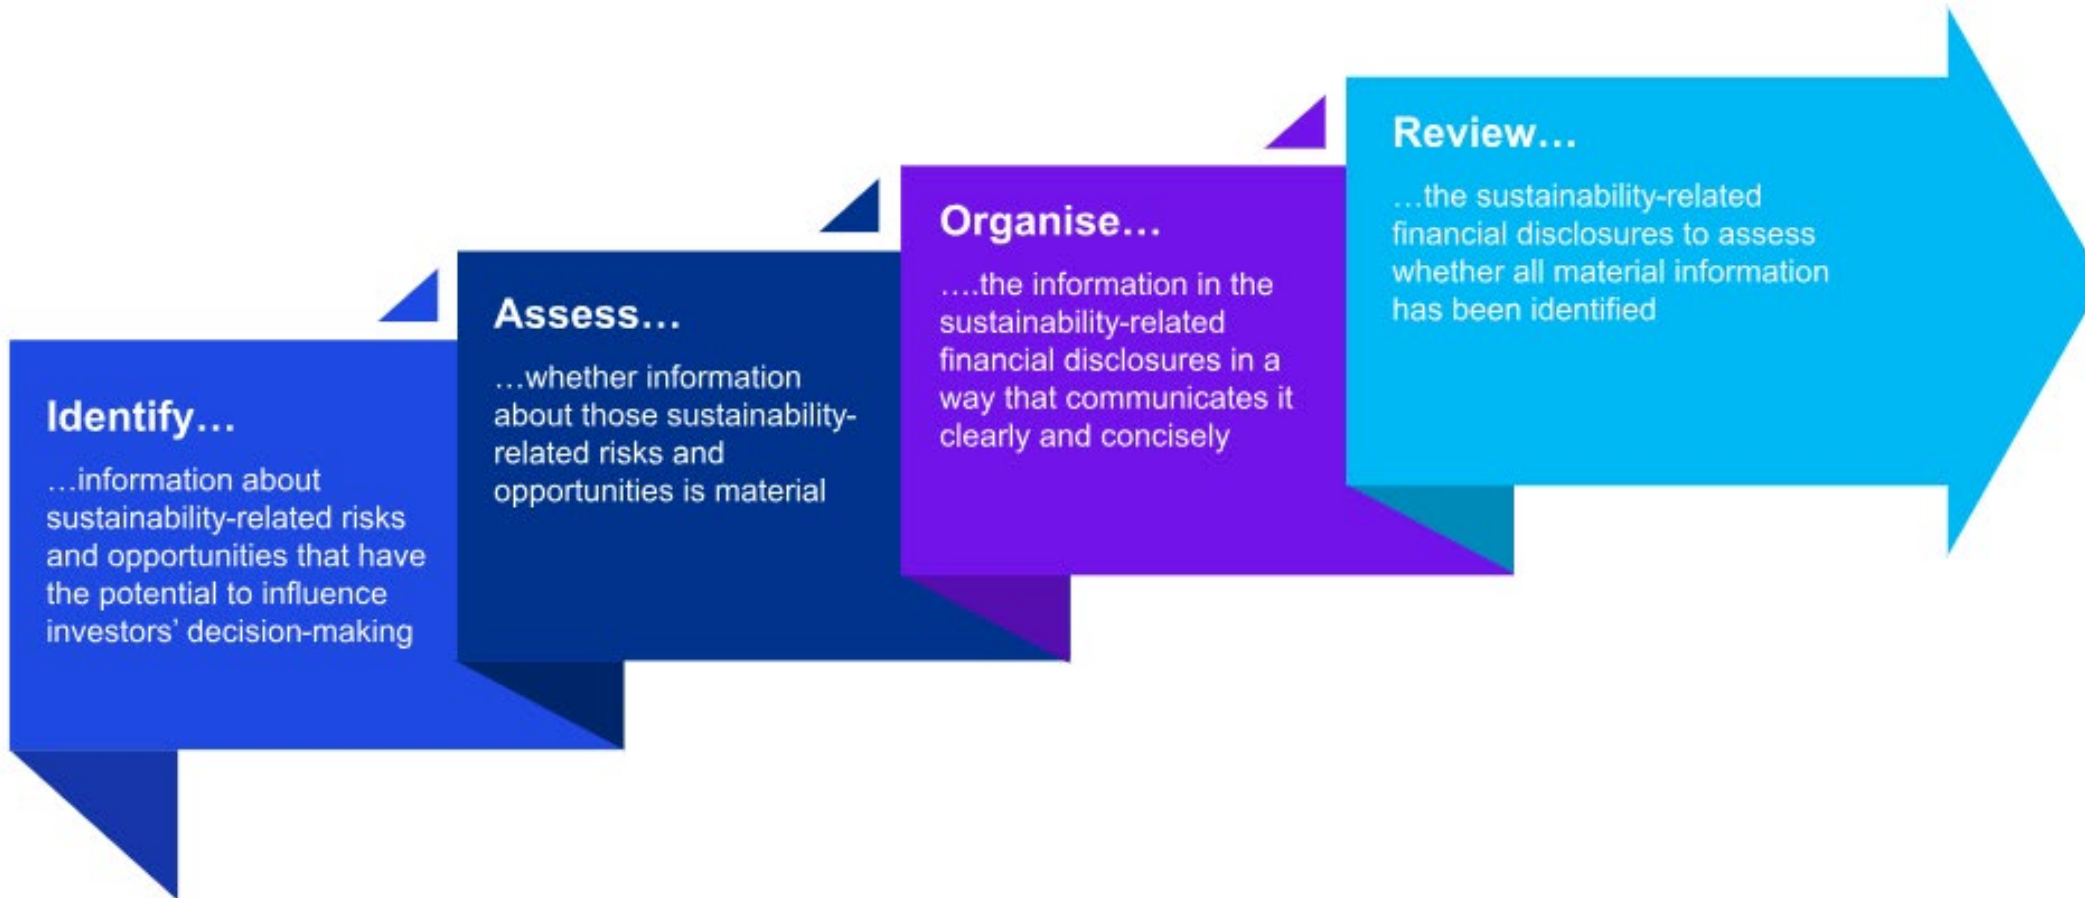 Identify…
…information about
sustainability-related risks
and opportunities that have
the potential to influence
investors’ decision-making
Assess…
…whether information
about those sustainability-
related risks and
opportunities is material
Organise…
….the information in the
sustainability-related
financial disclosures in a
way that communicates it
clearly and concisely
Review…
…the sustainability-related
financial disclosures to assess
whether all material information
has been identified